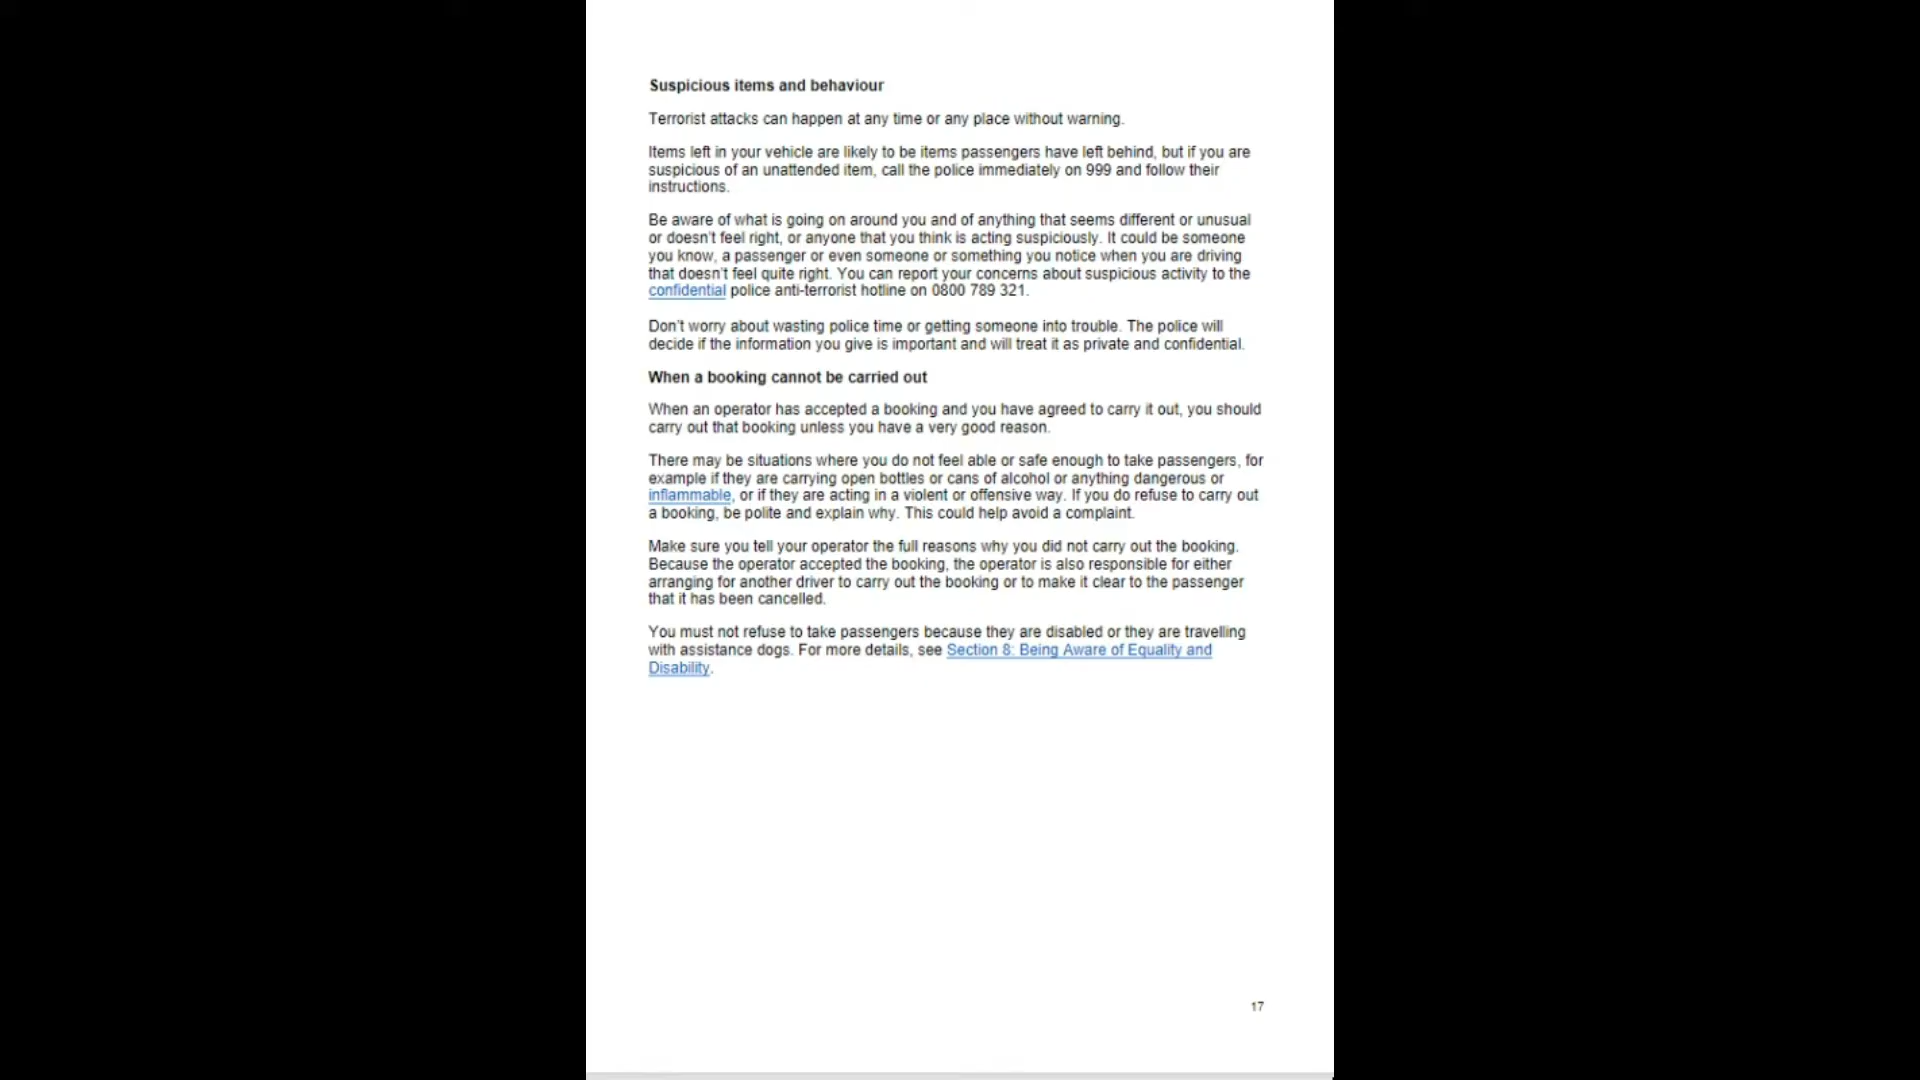 Suspicious items and behaviour
Terrorist attacks can happen at any time or any place without warning.
Items left in your vehicle are likely to be items passengers have left behind, but if you are
suspicious of an unattended item, call the police immediately on 999 and follow their
instructions.
Be aware of what is going on around you and of anything that seems different or unusual
or doesn't feel right, or anyone that you think is acting suspiciously. It could be someone
you know, a passenger or even someone or something you notice when you are driving
that doesn't feel quite right. You can report your concerns about suspicious activity to the
confidential police anti-terrorist hotline on 0800 789 321.
Don't worry about wasting police time or getting someone into trouble. The police will
decide if the information you give is important and will treat it as private and confidential.
When a booking cannot be carried out
When an operator has accepted a booking and you have agreed to carry it out, you should
carry out that booking unless you have a very good reason.
There may be situations where you do not feel able or safe enough to take passengers, for
example if they are carrying open bottles or cans of alcohol or anything dangerous or
inflammable, or if they are acting in a violent or offensive way. If you do refuse to carry out
a booking, be polite and explain why. This could help avoid a complaint.
Make sure you tell your operator the full reasons why you did not carry out the booking.
Because the operator accepted the booking, the operator is also responsible for either
arranging for another driver to carry out the booking or to make it clear to the passenger
that it has been cancelled.
You must not refuse to take passengers because they are disabled or they are travelling
with assistance dogs. For more details, see Section 8: Being Aware of Equality and
Disability.
17